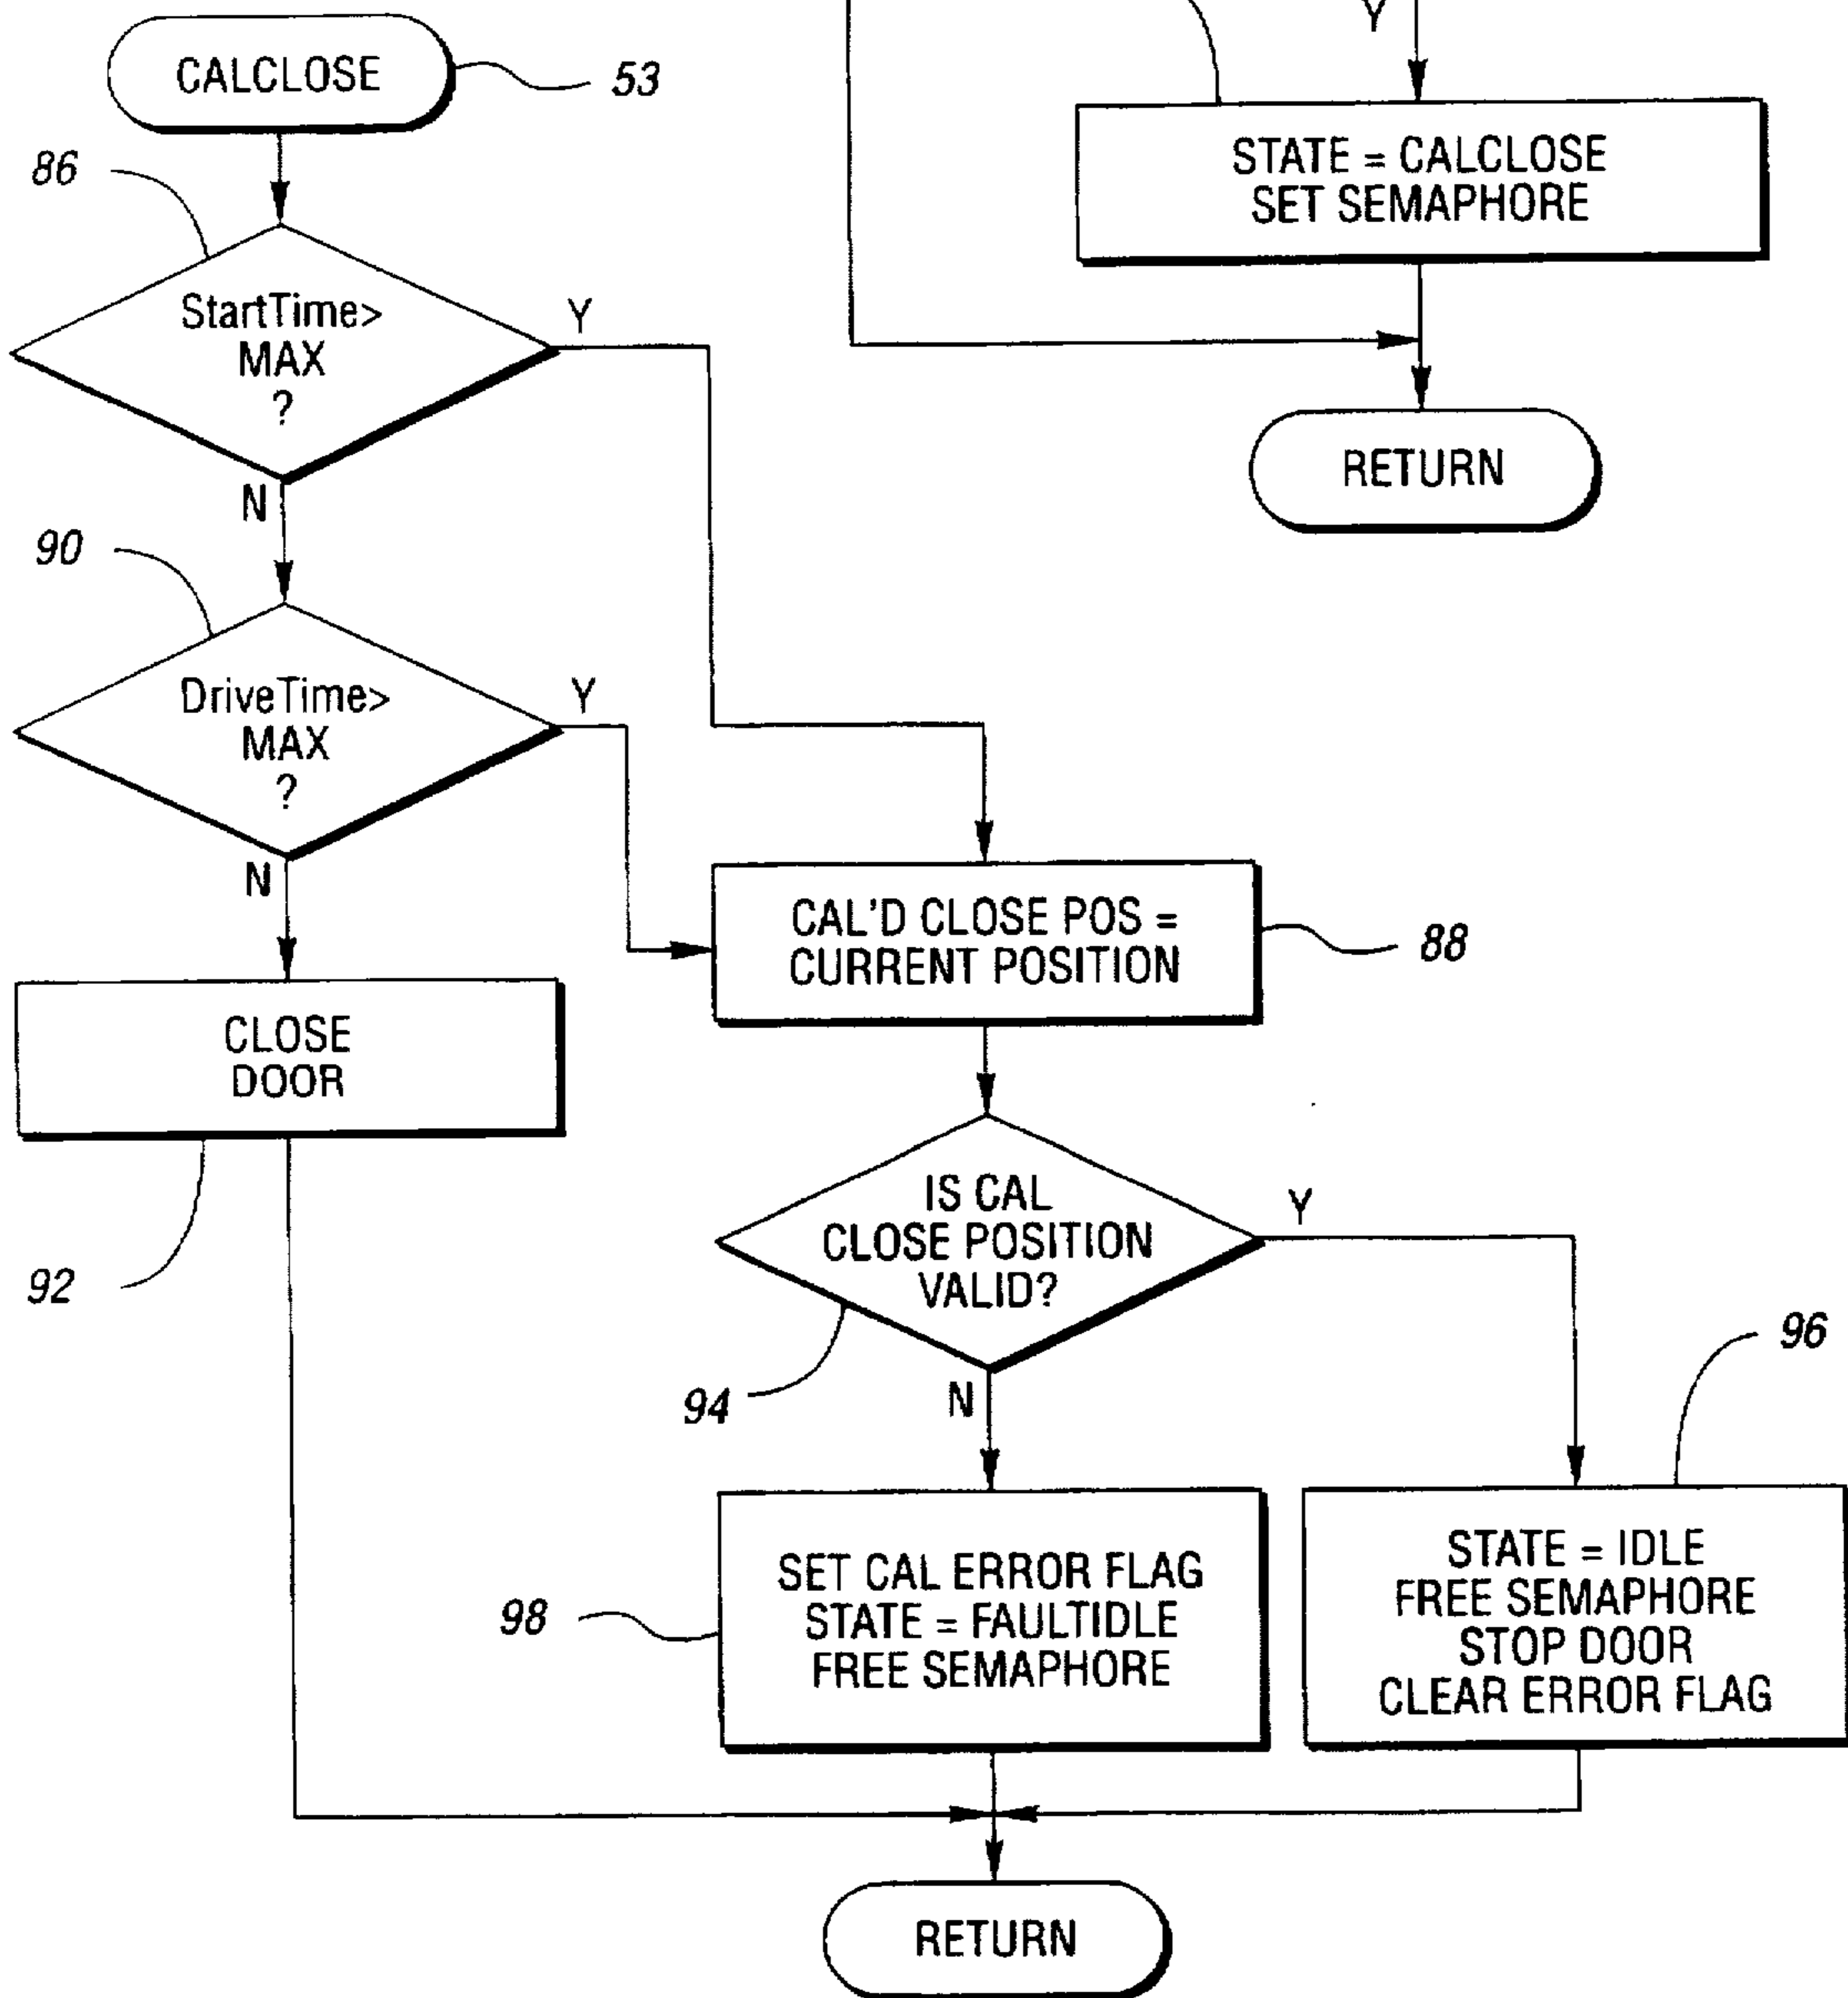 CALCLOSE
53
86
StartTime>
MAX
?
Y
N
90
DriveTime>
MAX
?
Y
N
CLOSE
DOOR
92
CAL'D CLOSE POS =
CURRENT POSITION
88
IS CAL
CLOSE POSITION
VALID?
Y
94
N
SET CAL ERROR FLAG
STATE = FAULTIDLE
FREE SEMAPHORE
98
STATE = IDLE
FREE SEMAPHORE
STOP DOOR
CLEAR ERROR FLAG
96
RETURN
Y
STATE = CALCLOSE
SET SEMAPHORE
RETURN